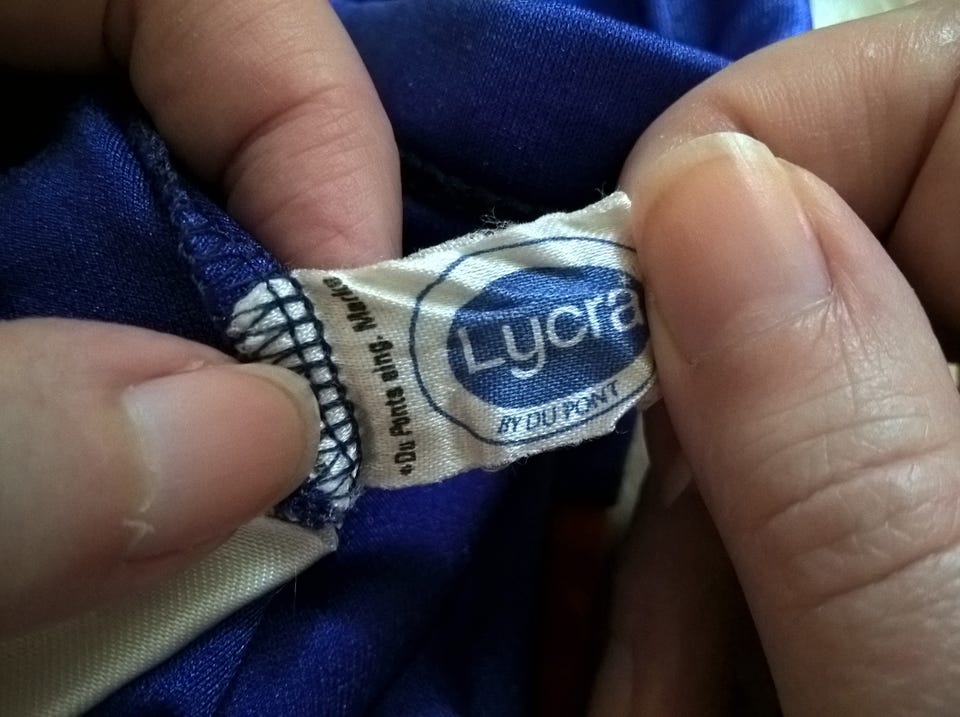 Lycra
BY DU PONT
*Du Ponts eing. Marke